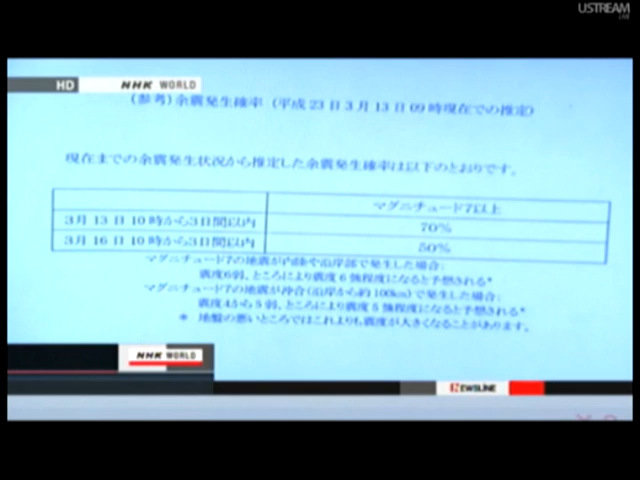 USTREAM
LIVE
HD NHK WORLD
(参考)余震発生確率 (平成23日3月13日09時現在での推定)
現在までの余震発生状況から推定した余震発生確率は以下のとおりです。
マグニチュード7以上
3月13日10時から3日間以内 70%
3月16日10時から3日間以内 50%
マグニチュード7の地震が内陸や沿岸部で発生した場合:
震度6弱、ところにより震度6強程度になると予想される*
マグニチュード7の地震が沖合(沿岸から約100km)で発生した場合:
震度4から5弱、ところにより震度5強程度になると予想される*
* 地盤の悪いところではこれよりも震度が大きくなることがあります。
NHK WORLD
NEWSLINE